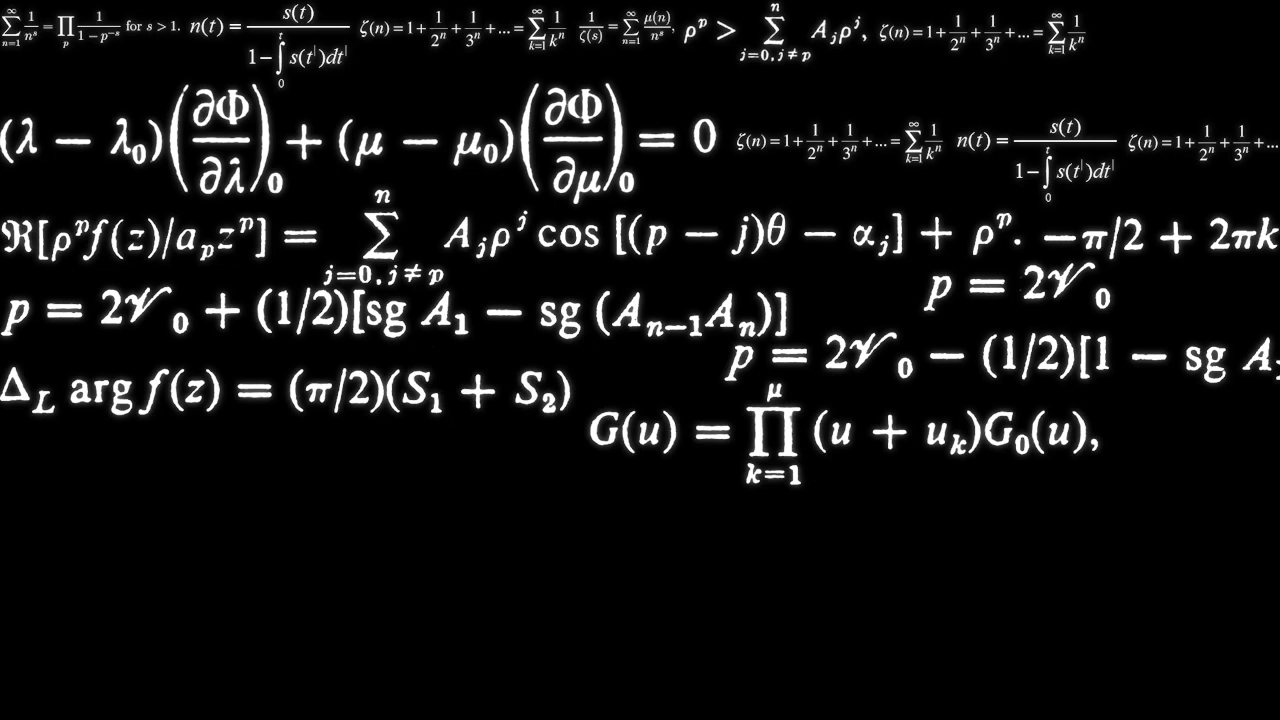 ∑_{n=1}^{∞} 1/n^s = ∏_p 1/(1−p^{−s}) for s > 1. n(t) = s(t)/(1−∫_0^t s(t^|)dt^|) ζ(n) = 1+1/2^n+1/3^n+...=∑_{k=1}^{∞} 1/k^n 1/ζ(s) = ∑_{n=1}^{∞} μ(n)/n^s, ρ^p > ∑_{j=0, j≠p}^{n} A_j ρ^j, ζ(n) = 1+1/2^n+1/3^n+...=∑_{k=1}^{∞} 1/k^n
(λ − λ_0)(∂Φ/∂λ)_0 + (μ − μ_0)(∂Φ/∂μ)_0 = 0 ζ(n) = 1+1/2^n+1/3^n+...=∑_{k=1}^{∞} 1/k^n n(t) = s(t)/(1−∫_0^t s(t^|)dt^|) ζ(n) = 1+1/2^n+1/3^n+...
ℜ[ρ^p f(z)/a_p z^p] = ∑_{j=0, j≠p}^{n} A_j ρ^j cos [(p − j)θ − α_j] + ρ^p. −π/2 + 2πk
p = 2𝒱_0
p = 2𝒱_0 + (1/2)[sg A_1 − sg (A_{n−1}A_n)]
p = 2𝒱_0 − (1/2)[1 − sg A
Δ_L arg f(z) = (π/2)(S_1 + S_2)
G(u) = ∏_{k=1}^{μ} (u + u_k)G_0(u),